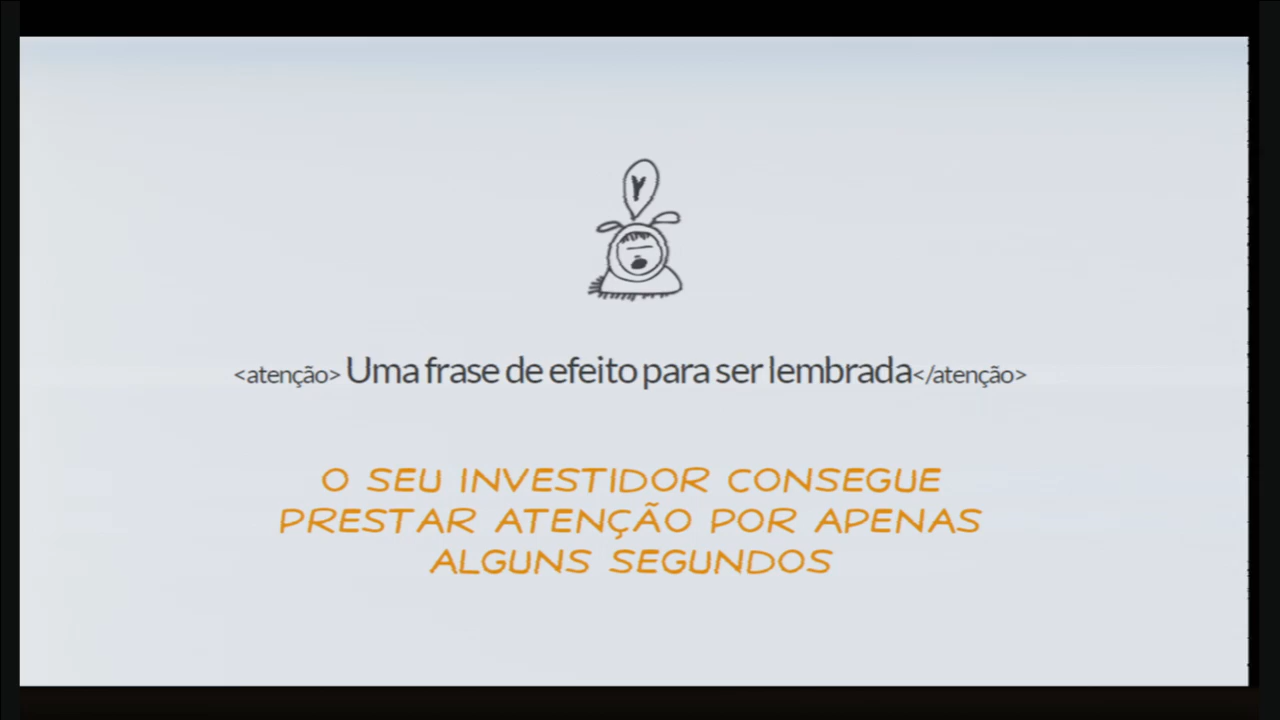 Y
<atenção> Uma frase de efeito para ser lembrada</atenção>
O SEU INVESTIDOR CONSEGUE
PRESTAR ATENÇÃO POR APENAS
ALGUNS SEGUNDOS